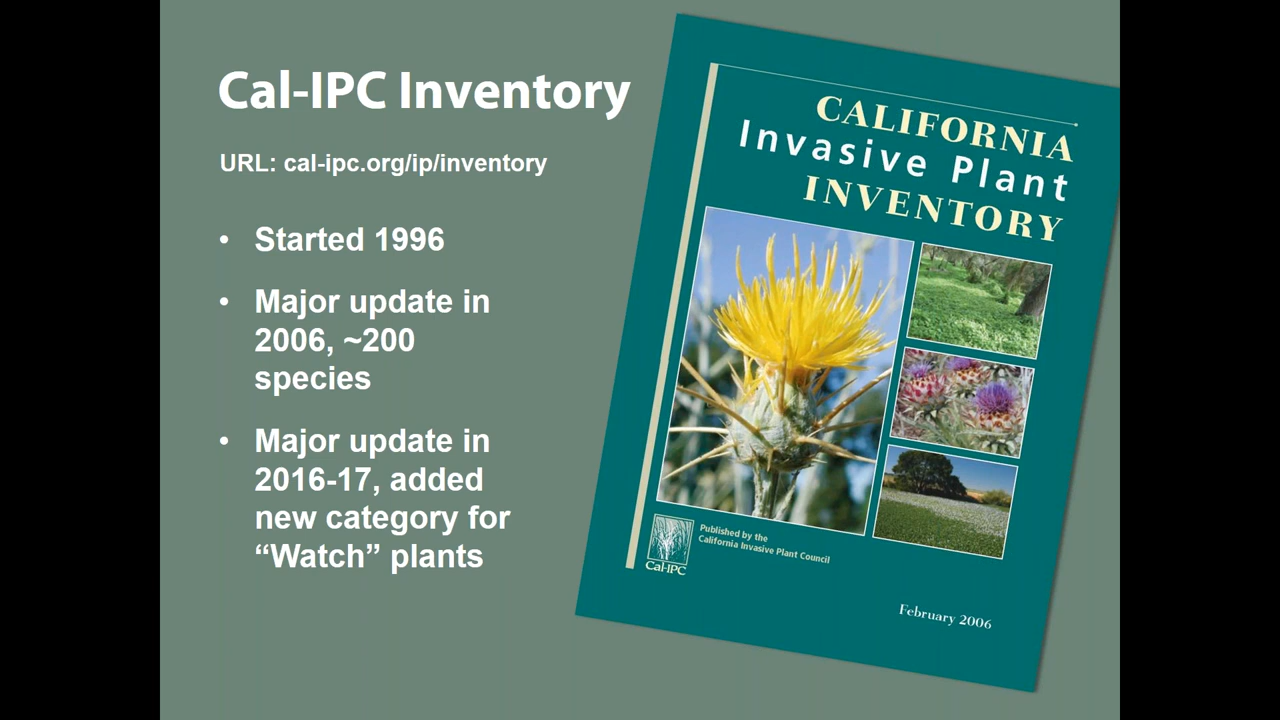 Cal-IPC Inventory
URL: cal-ipc.org/ip/inventory
• Started 1996
• Major update in
2006, ~200
species
• Major update in
2016-17, added
new category for
“Watch” plants
CALIFORNIA
Invasive Plant
INVENTORY
Published by the
California Invasive Plant Council
Cal-IPC
February 2006